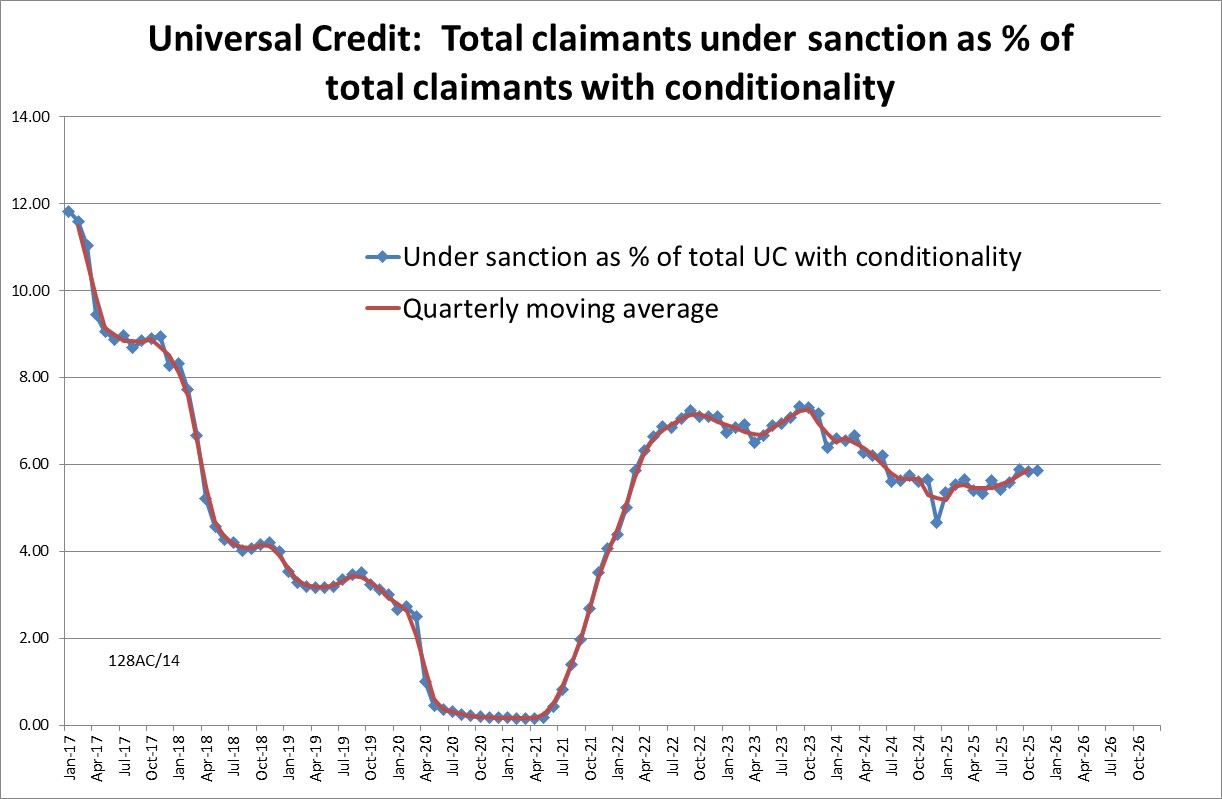 Universal Credit:  Total claimants under sanction as % of
total claimants with conditionality
14.00
12.00
10.00
8.00
6.00
4.00
2.00
0.00
Under sanction as % of total UC with conditionality
Quarterly moving average
128AC/14
Jan-17
Apr-17
Jul-17
Oct-17
Jan-18
Apr-18
Jul-18
Oct-18
Jan-19
Apr-19
Jul-19
Oct-19
Jan-20
Apr-20
Jul-20
Oct-20
Jan-21
Apr-21
Jul-21
Oct-21
Jan-22
Apr-22
Jul-22
Oct-22
Jan-23
Apr-23
Jul-23
Oct-23
Jan-24
Apr-24
Jul-24
Oct-24
Jan-25
Apr-25
Jul-25
Oct-25
Jan-26
Apr-26
Jul-26
Oct-26